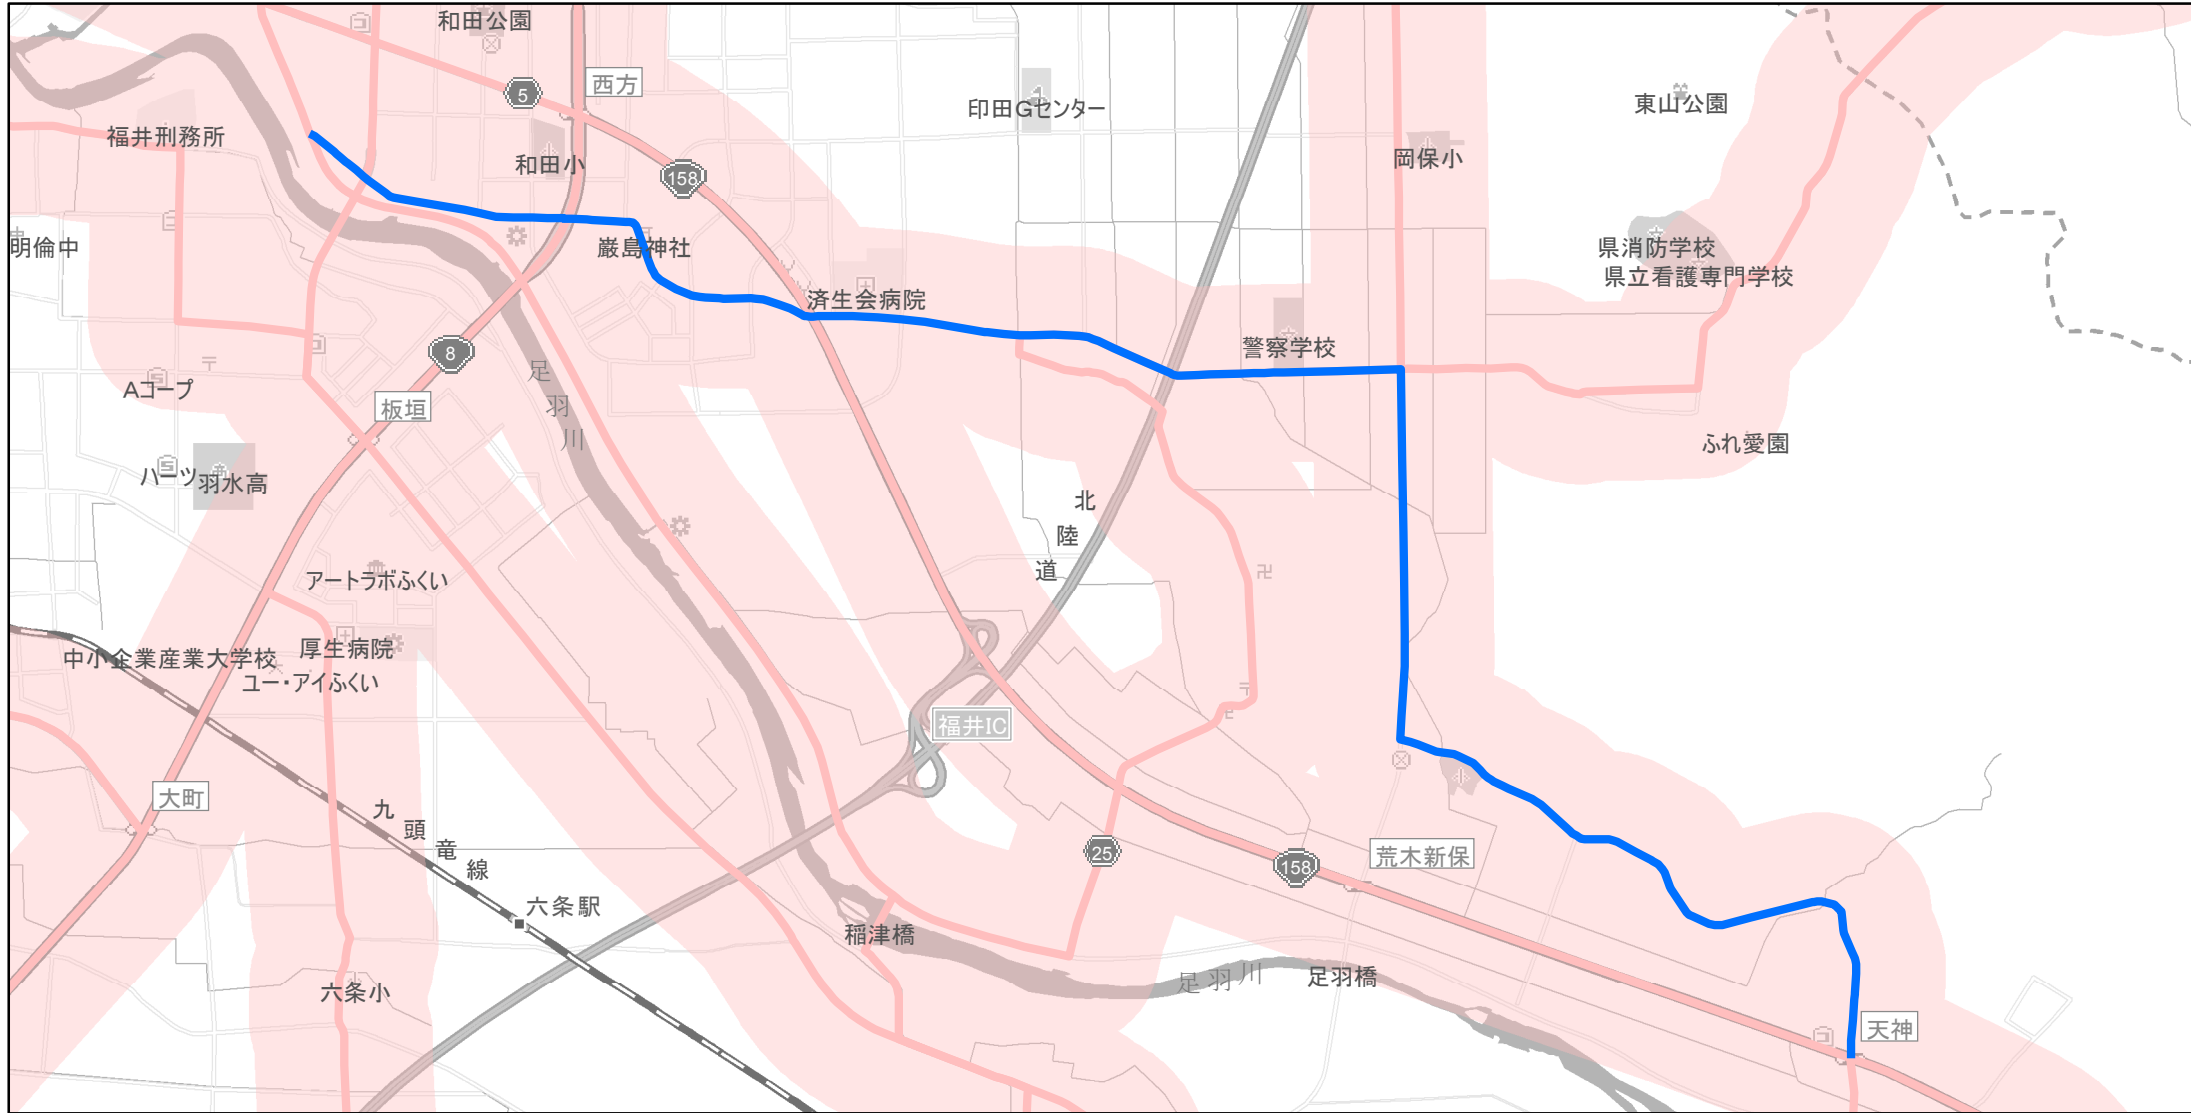 和田公園
西方
5
印田Gセンター
東山公園
福井刑務所
和田小
158
岡保小
明倫中
巌島神社
県消防学校
県立看護専門学校
済生会病院
8
警察学校
足羽川
Aコープ
板垣
ふれ愛園
ハーツ
羽水高
北陸道
アートラボふくい
厚生病院
中小企業産業大学校
ユー・アイふくい
福井IC
大町
九頭竜線
25
158
荒木新保
六条駅
稲津橋
足羽川
足羽橋
六条小
天神